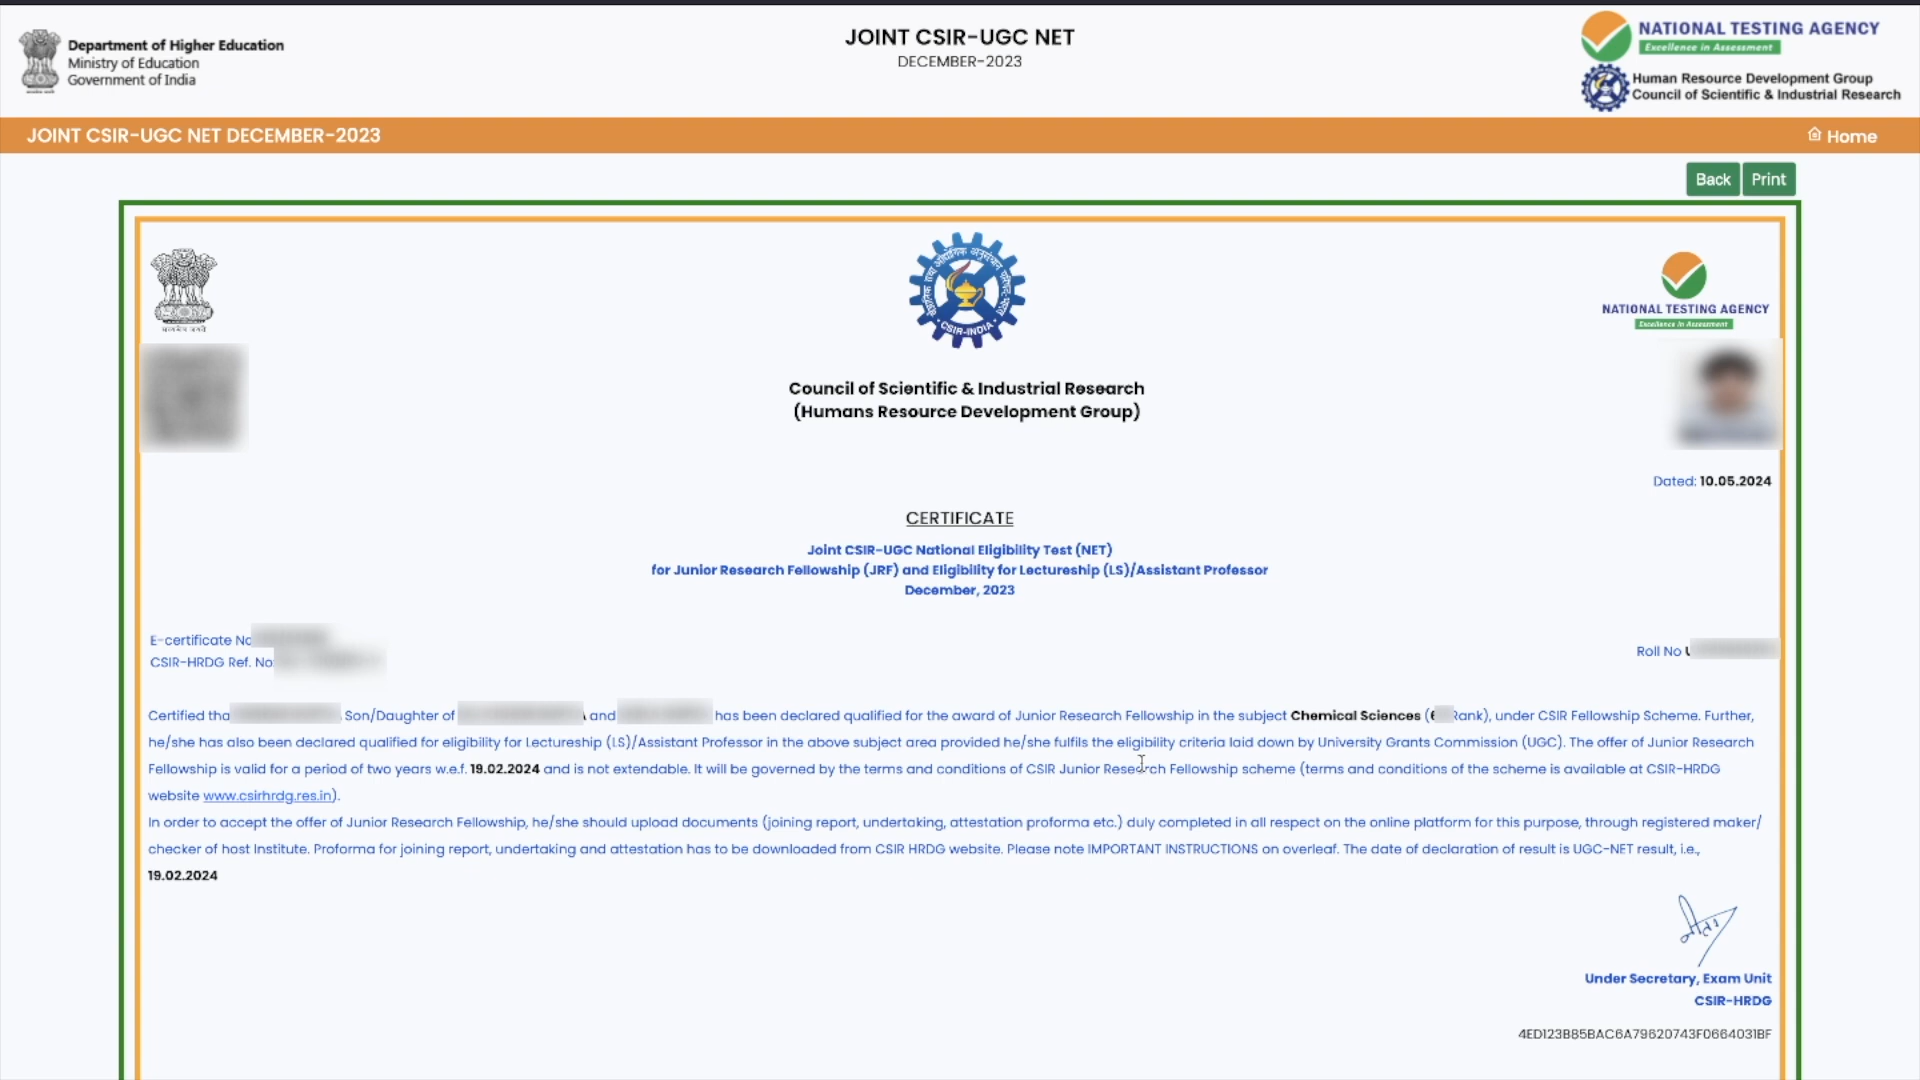 Department of Higher Education
Ministry of Education
Government of India
JOINT CSIR-UGC NET
DECEMBER-2023
NATIONAL TESTING AGENCY
Excellence in Assessment
Human Resource Development Group
Council of Scientific & Industrial Research
JOINT CSIR-UGC NET DECEMBER-2023
Home
Back Print
सत्यमेव जयते
CSIR-INDIA
NATIONAL TESTING AGENCY
Excellence in Assessment
Council of Scientific & Industrial Research
(Humans Resource Development Group)
Dated: 10.05.2024
CERTIFICATE
Joint CSIR-UGC National Eligibility Test (NET)
for Junior Research Fellowship (JRF) and Eligibility for Lectureship (LS)/Assistant Professor
December, 2023
E-certificate No
CSIR-HRDG Ref. No:
Roll No
Certified tha Son/Daughter of and has been declared qualified for the award of Junior Research Fellowship in the subject Chemical Sciences ( Rank), under CSIR Fellowship Scheme. Further,
he/she has also been declared qualified for eligibility for Lectureship (LS)/Assistant Professor in the above subject area provided he/she fulfils the eligibility criteria laid down by University Grants Commission (UGC). The offer of Junior Research
Fellowship is valid for a period of two years w.e.f. 19.02.2024 and is not extendable. It will be governed by the terms and conditions of CSIR Junior Research Fellowship scheme (terms and conditions of the scheme is available at CSIR-HRDG
website www.csirhrdg.res.in).
In order to accept the offer of Junior Research Fellowship, he/she should upload documents (joining report, undertaking, attestation proforma etc.) duly completed in all respect on the online platform for this purpose, through registered maker/
checker of host Institute. Proforma for joining report, undertaking and attestation has to be downloaded from CSIR HRDG website. Please note IMPORTANT INSTRUCTIONS on overleaf. The date of declaration of result is UGC-NET result, i.e.,
19.02.2024
Under Secretary, Exam Unit
CSIR-HRDG
4ED123B85BAC6A79620743F0664031BF